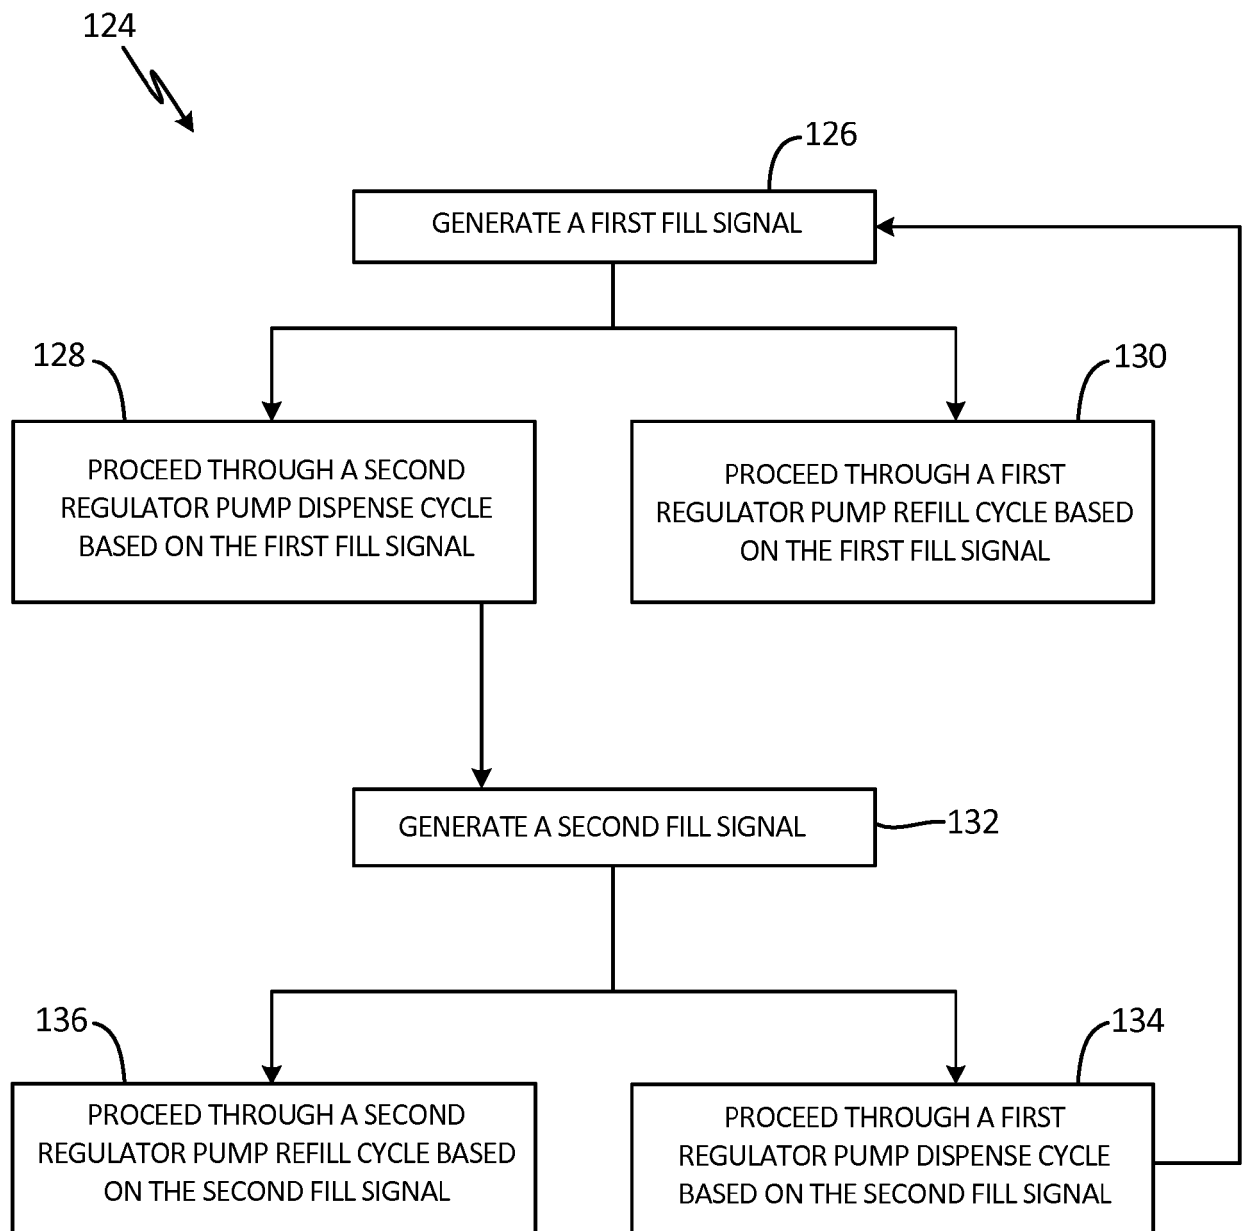 124
126
GENERATE A FIRST FILL SIGNAL
128
130
PROCEED THROUGH A SECOND
REGULATOR PUMP DISPENSE CYCLE
BASED ON THE FIRST FILL SIGNAL
PROCEED THROUGH A FIRST
REGULATOR PUMP REFILL CYCLE BASED
ON THE FIRST FILL SIGNAL
GENERATE A SECOND FILL SIGNAL
132
136
134
PROCEED THROUGH A SECOND
REGULATOR PUMP REFILL CYCLE BASED
ON THE SECOND FILL SIGNAL
PROCEED THROUGH A FIRST
REGULATOR PUMP DISPENSE CYCLE
BASED ON THE SECOND FILL SIGNAL